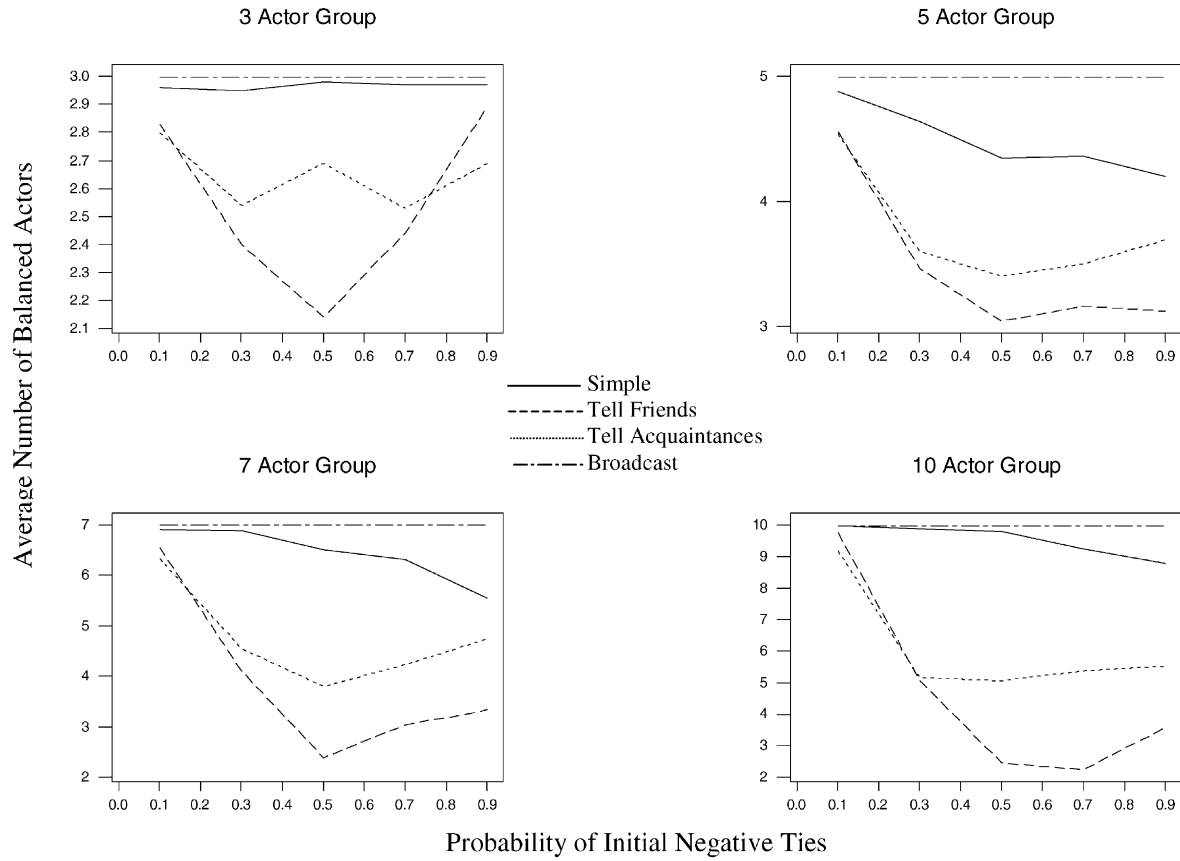 3 Actor Group
5 Actor Group
3.0
2.9
2.8
2.7
2.6
2.5
2.4
2.3
2.2
2.1
0.0 0.1 0.2 0.3 0.4 0.5 0.6 0.7 0.8 0.9
5
4
3
0.0 0.1 0.2 0.3 0.4 0.5 0.6 0.7 0.8 0.9
Average Number of Balanced Actors
Simple
Tell Friends
Tell Acquaintances
Broadcast
7 Actor Group
10 Actor Group
7
6
5
4
3
2
0.0 0.1 0.2 0.3 0.4 0.5 0.6 0.7 0.8 0.9
10
9
8
7
6
5
4
3
2
0.0 0.1 0.2 0.3 0.4 0.5 0.6 0.7 0.8 0.9
Probability of Initial Negative Ties